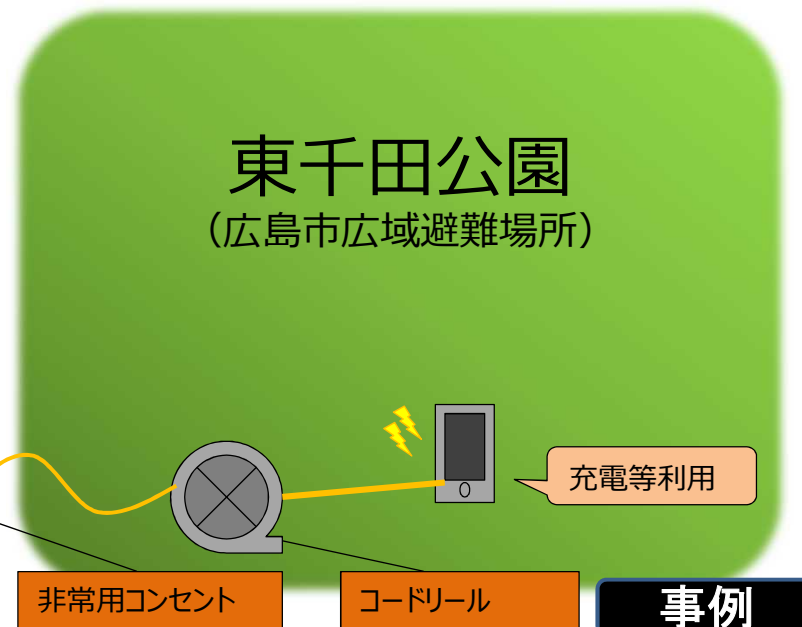 東千田公園
（広島市広域避難場所）
充電等利用
非常用コンセント
コードリール
事例